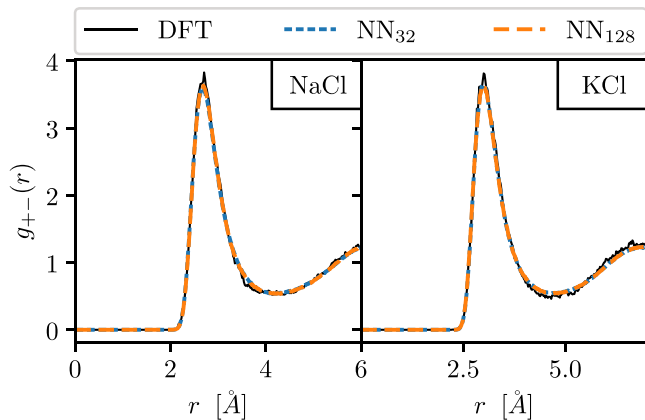 DFT NN32 NN128
NaCl KCl
4
3
2
1
0
g+−(r)
0 2 4 6 2.5 5.0
r [Å] r [Å]